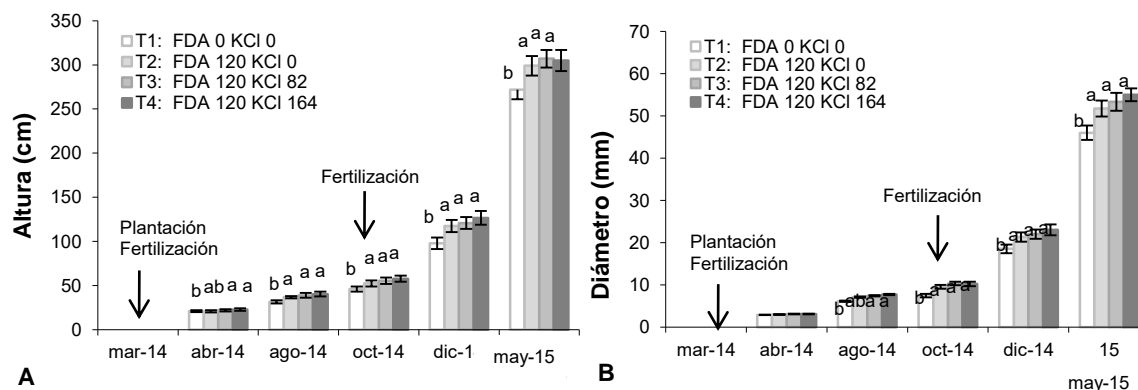 350
300
250
200
150
100
50
0
Altura (cm)
T1: FDA 0 KCl 0
T2: FDA 120 KCl 0
T3: FDA 120 KCl 82
T4: FDA 120 KCl 164
Plantación
Fertilización
Fertilización
b ab a a
b a a a
b a a a
b a a a
b a a a
mar-14 abr-14 ago-14 oct-14 dic-1 may-15
A
70
60
50
40
30
20
10
0
Diámetro (mm)
T1: FDA 0 KCl 0
T2: FDA 120 KCl 0
T3: FDA 120 KCl 82
T4: FDA 120 KCl 164
Plantación
Fertilización
Fertilización
b ab a a
b a a a
b a a a
b a a a
mar-14 abr-14 ago-14 oct-14 dic-14 15
may-15
B